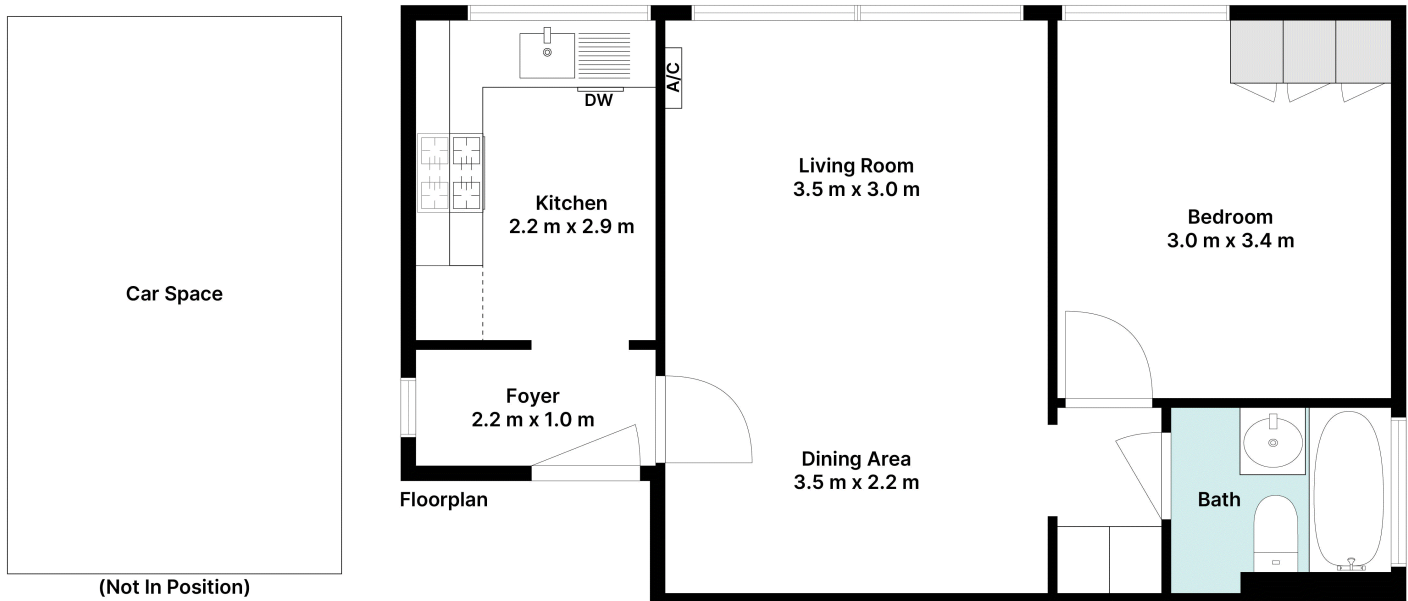 Car Space
(Not In Position)
DW
A/C
Kitchen
2.2 m x 2.9 m
Living Room
3.5 m x 3.0 m
Bedroom
3.0 m x 3.4 m
Foyer
2.2 m x 1.0 m
Dining Area
3.5 m x 2.2 m
Bath
Floorplan